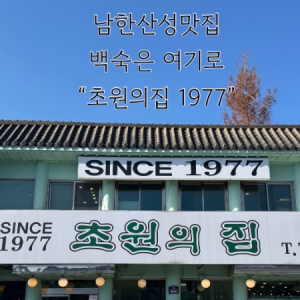 남한산성맛집
백숙은 여기로
“초원의집 1977”
SINCE 1977
SINCE
1977
초원의 집
T.